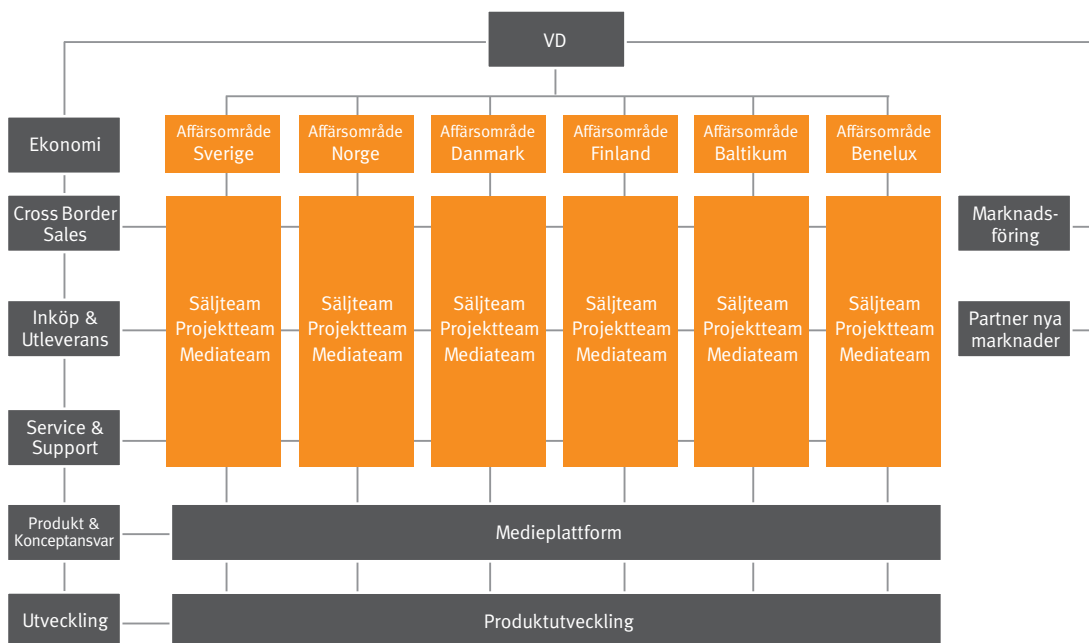 VD
Ekonomi
Affärsområde
Sverige
Affärsområde
Norge
Affärsområde
Danmark
Affärsområde
Finland
Affärsområde
Baltikum
Affärsområde
Benelux
Cross Border
Sales
Marknads-
föring
Inköp &
Utleverans
Säljteam
Projektteam
Mediateam
Säljteam
Projektteam
Mediateam
Säljteam
Projektteam
Mediateam
Säljteam
Projektteam
Mediateam
Säljteam
Projektteam
Mediateam
Säljteam
Projektteam
Mediateam
Partner nya
marknader
Service &
Support
Produkt &
Konceptansvar
Medieplattform
Utveckling
Produktutveckling